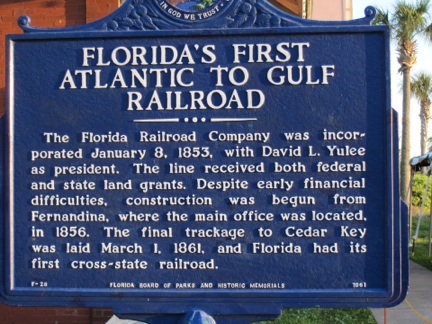 IN GOD WE TRUST
FLORIDA'S FIRST
ATLANTIC TO GULF
RAILROAD
The Florida Railroad Company was incor-
porated January 8, 1853, with David L. Yulee
as president. The line received both federal
and state land grants. Despite early financial
difficulties, construction was begun from
Fernandina, where the main office was located,
in 1856. The final trackage to Cedar Key
was laid March 1, 1861, and Florida had its
first cross-state railroad.
F-28 FLORIDA BOARD OF PARKS AND HISTORIC MEMORIALS 1961